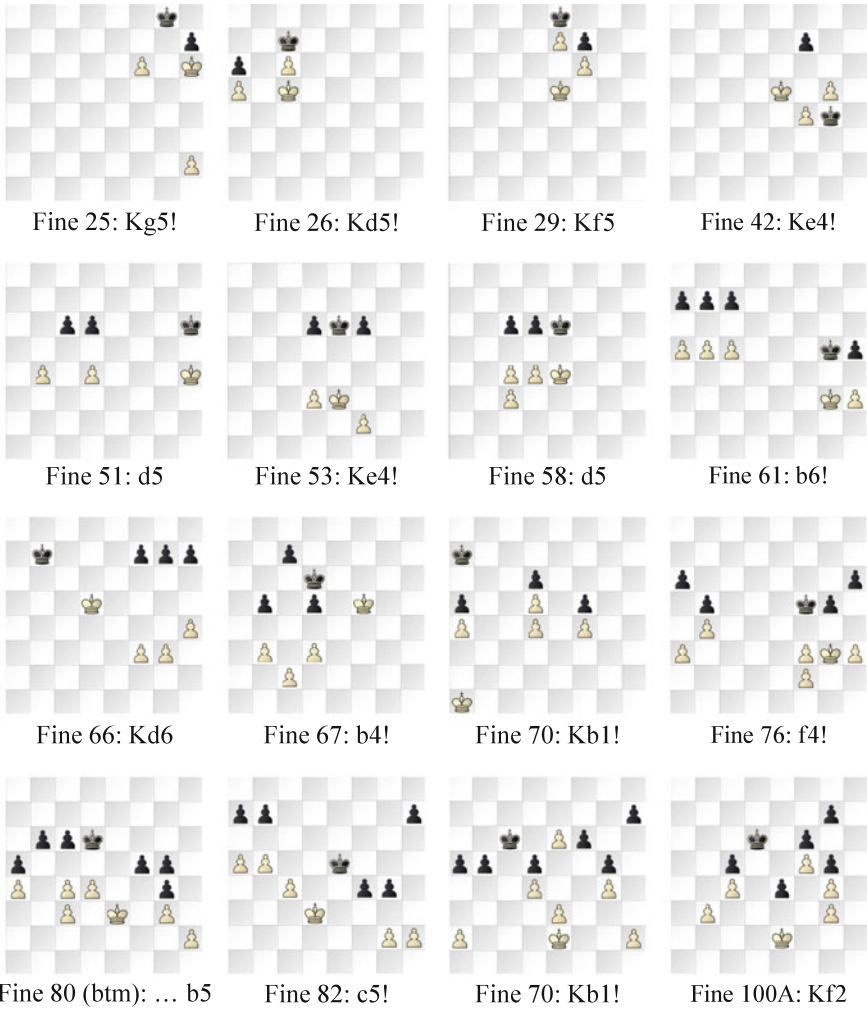 Fine 25: Kg5!
Fine 26: Kd5!
Fine 29: Kf5
Fine 42: Ke4!
Fine 51: d5
Fine 53: Ke4!
Fine 58: d5
Fine 61: b6!
Fine 66: Kd6
Fine 67: b4!
Fine 70: Kb1!
Fine 76: f4!
Fine 80 (btm): … b5
Fine 82: c5!
Fine 70: Kb1!
Fine 100A: Kf2